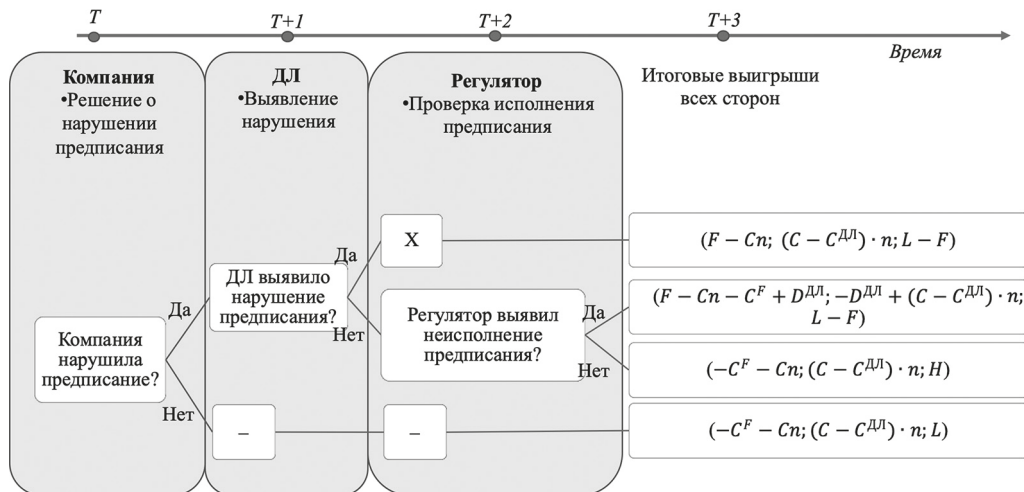 T
T+1
T+2
T+3
Время
Компания
•Решение о
нарушении
предписания
ДЛ
•Выявление
нарушения
Регулятор
•Проверка исполнения
предписания
Итоговые выигрыши
всех сторон
X
(F − Cn; (C − Cᴰᴸ) · n; L − F)
Да
ДЛ выявило
нарушение
предписания?
Да
Нет
Регулятор выявил
неисполнение
предписания?
Да
Нет
(F − Cn − C^F + D^ДЛ; −D^ДЛ + (C − C^ДЛ) · n;
L − F)
Компания
нарушила
предписание?
(−C^F − Cn; (C − C^ДЛ) · n; H)
Нет
–
–
(−C^F − Cn; (C − C^ДЛ) · n; L)